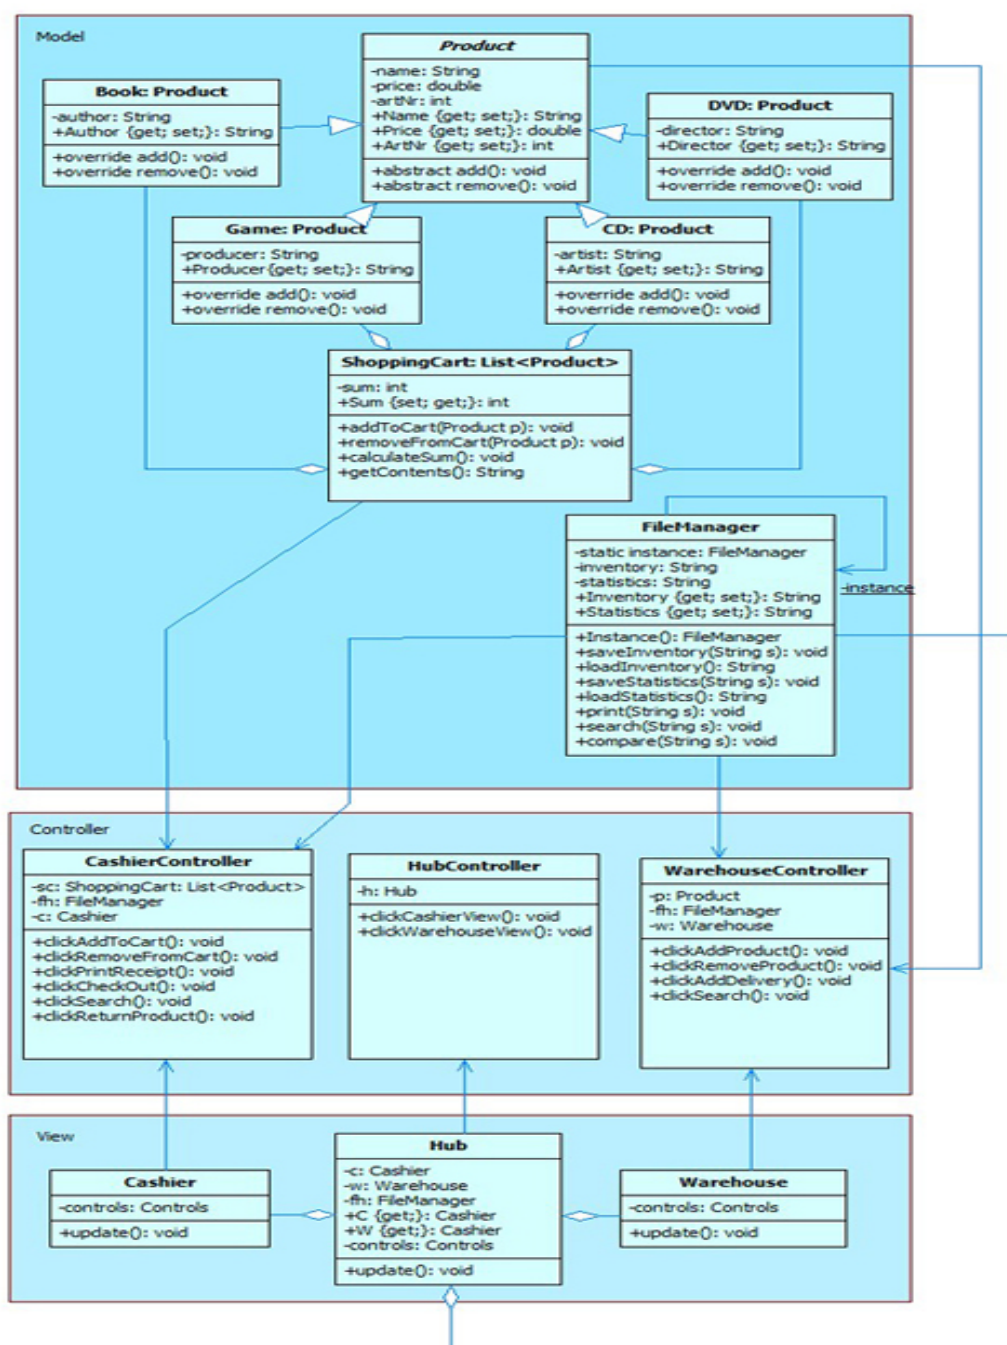 Model
Product
-name: String
-price: double
-artNr: int
+Name {get; set;}: String
+Price {get; set;}: double
+ArtNr {get; set;}: int
+abstract add(): void
+abstract remove(): void
Book: Product
-author: String
+Author {get; set;}: String
+override add(): void
+override remove(): void
DVD: Product
-director: String
+Director {get; set;}: String
+override add(): void
+override remove(): void
Game: Product
-producer: String
+Producer{get; set;}: String
+override add(): void
+override remove(): void
CD: Product
-artist: String
+Artist {get; set;}: String
+override add(): void
+override remove(): void
ShoppingCart: List<Product>
-sum: int
+Sum {set; get;}: int
+addToCart(Product p): void
+removeFromCart(Product p): void
+calculateSum(): void
+getContents(): String
FileManager
-static instance: FileManager
-inventory: String
-statistics: String
+Inventory {get; set;}: String
+Statistics {get; set;}: String
+Instance(): FileManager
+saveInventory(String s): void
+loadInventory(): String
+saveStatistics(String s): void
+loadStatistics(): String
+print(String s): void
+search(String s): void
+compare(String s): void
-instance
Controller
CashierController
-sc: ShoppingCart: List<Product>
-fh: FileManager
-c: Cashier
+clickAddToCart(): void
+clickRemoveFromCart(): void
+clickPrintReceipt(): void
+clickCheckOut(): void
+clickSearch(): void
+clickReturnProduct(): void
HubController
-h: Hub
+clickCashierView(): void
+clickWarehouseView(): void
WarehouseController
-p: Product
-fh: FileManager
-w: Warehouse
+clickAddProduct(): void
+clickRemoveProduct(): void
+clickAddDelivery(): void
+clickSearch(): void
View
Cashier
-controls: Controls
+update(): void
Hub
-c: Cashier
-w: Warehouse
-fh: FileManager
+C {get;}: Cashier
+W {get;}: Cashier
-controls: Controls
+update(): void
Warehouse
-controls: Controls
+update(): void